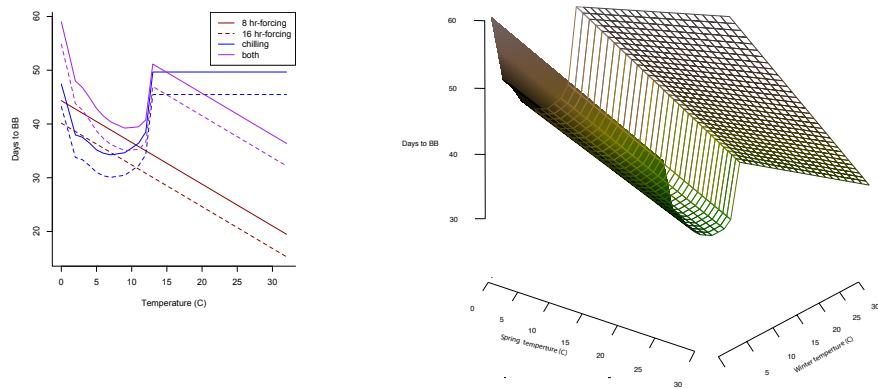 8 hr-forcing
16 hr-forcing
chilling
both
60
50
40
30
20
Days to BB
0 5 10 15 20 25 30
Temperature (C)
60
50
40
30
Days to BB
0 5 10 15 20 25 30
Spring temperture (C)
5 10 15 20 25 30
Winter temperture (C)